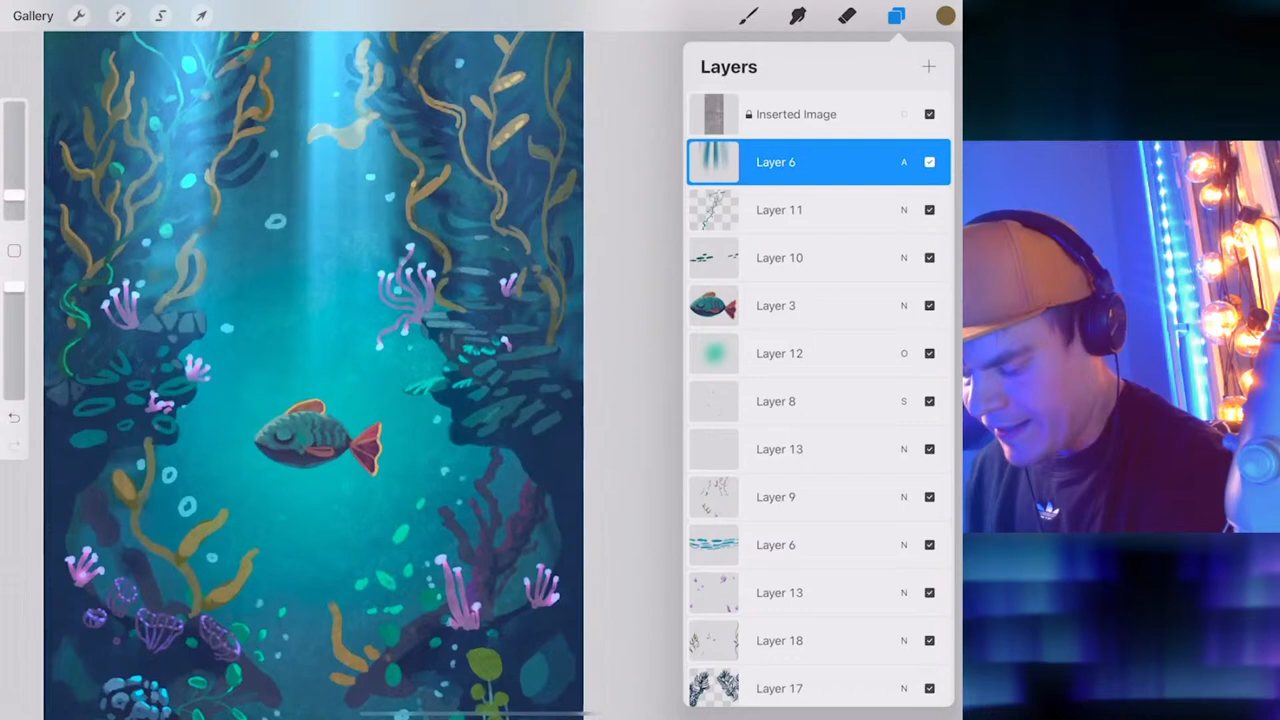 Gallery
Layers
Inserted Image
Layer 6 A
Layer 11 N
Layer 10 N
Layer 3 N
Layer 12 O
Layer 8 S
Layer 13 N
Layer 9 N
Layer 6 N
Layer 13 N
Layer 18 N
Layer 17 N